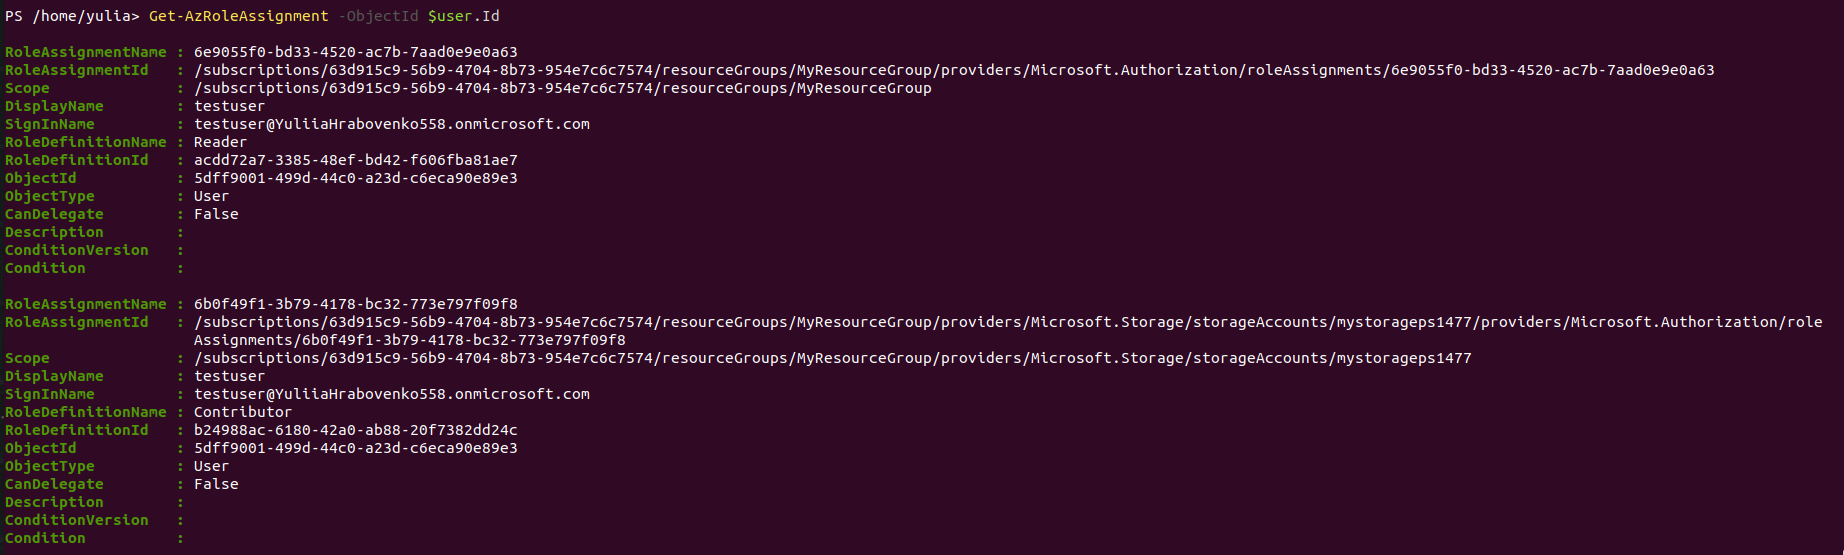 PS /home/yulia> Get-AzRoleAssignment -ObjectId $user.Id
RoleAssignmentName : 6e9055f0-bd33-4520-ac7b-7aad0e9e0a63
RoleAssignmentId   : /subscriptions/63d915c9-56b9-4704-8b73-954e7c6c7574/resourceGroups/MyResourceGroup/providers/Microsoft.Authorization/roleAssignments/6e9055f0-bd33-4520-ac7b-7aad0e9e0a63
Scope              : /subscriptions/63d915c9-56b9-4704-8b73-954e7c6c7574/resourceGroups/MyResourceGroup
DisplayName        : testuser
SignInName         : testuser@YuliiaHrabovenko558.onmicrosoft.com
RoleDefinitionName : Reader
RoleDefinitionId   : acdd72a7-3385-48ef-bd42-f606fba81ae7
ObjectId           : 5dff9001-499d-44c0-a23d-c6eca90e89e3
ObjectType         : User
CanDelegate        : False
Description        :
ConditionVersion   :
Condition          :
RoleAssignmentName : 6b0f49f1-3b79-4178-bc32-773e797f09f8
RoleAssignmentId   : /subscriptions/63d915c9-56b9-4704-8b73-954e7c6c7574/resourceGroups/MyResourceGroup/providers/Microsoft.Storage/storageAccounts/mystorageps1477/providers/Microsoft.Authorization/role
Assignments/6b0f49f1-3b79-4178-bc32-773e797f09f8
Scope              : /subscriptions/63d915c9-56b9-4704-8b73-954e7c6c7574/resourceGroups/MyResourceGroup/providers/Microsoft.Storage/storageAccounts/mystorageps1477
DisplayName        : testuser
SignInName         : testuser@YuliiaHrabovenko558.onmicrosoft.com
RoleDefinitionName : Contributor
RoleDefinitionId   : b24988ac-6180-42a0-ab88-20f7382dd24c
ObjectId           : 5dff9001-499d-44c0-a23d-c6eca90e89e3
ObjectType         : User
CanDelegate        : False
Description        :
ConditionVersion   :
Condition          :